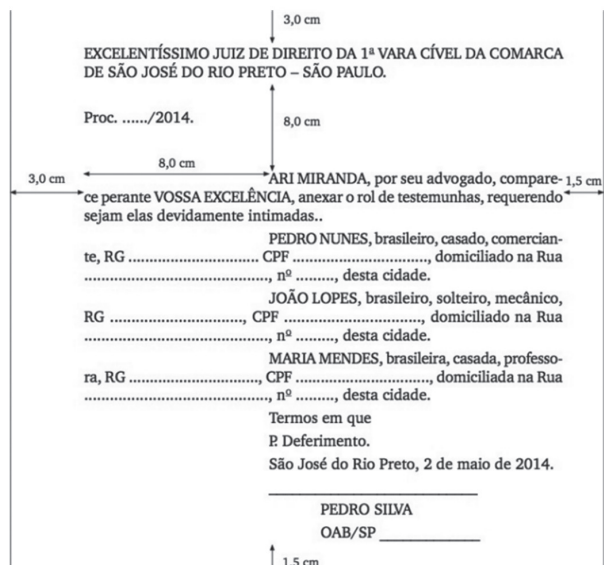 3,0 cm
EXCELENTÍSSIMO JUIZ DE DIREITO DA 1ª VARA CÍVEL DA COMARCA
DE SÃO JOSÉ DO RIO PRETO – SÃO PAULO.
Proc. ....../2014.
8,0 cm
8,0 cm
3,0 cm
ARI MIRANDA, por seu advogado, compare-
1,5 cm
ce perante VOSSA EXCELÊNCIA, anexar o rol de testemunhas, requerendo
sejam elas devidamente intimadas..
PEDRO NUNES, brasileiro, casado, comercian-
te, RG .............................. CPF ..............................., domiciliado na Rua
..........................................., nº ........., desta cidade.
JOÃO LOPES, brasileiro, solteiro, mecânico,
RG ..............................., CPF ................................, domiciliado na Rua
..........................................., nº ........., desta cidade.
MARIA MENDES, brasileira, casada, professo-
ra, RG .............................., CPF ..............................., domiciliada na Rua
..........................................., nº ........., desta cidade.
Termos em que
P. Deferimento.
São José do Rio Preto, 2 de maio de 2014.
PEDRO SILVA
OAB/SP ______________
1,5 cm